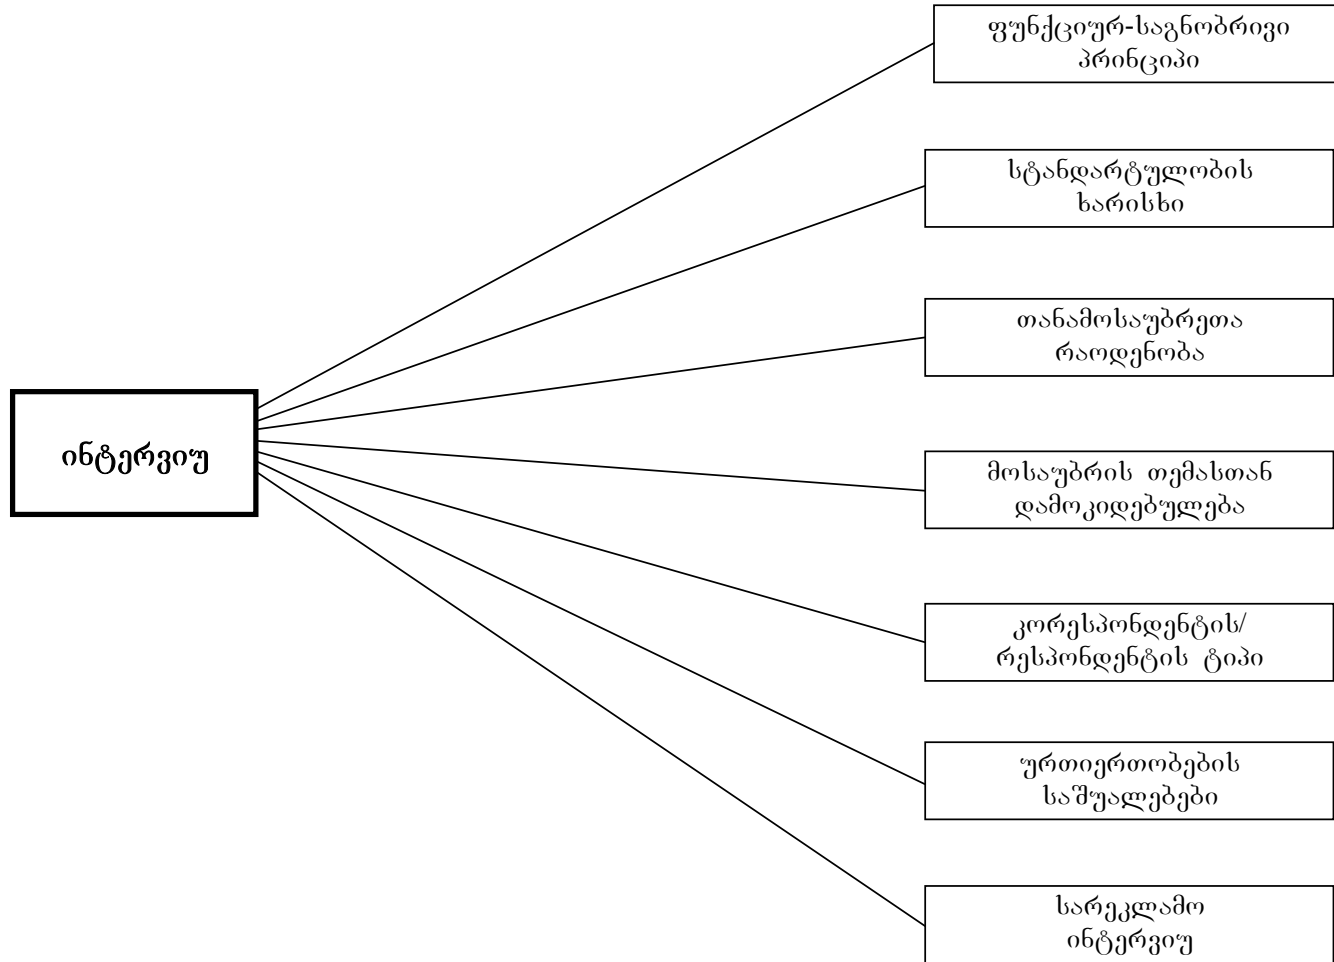 ფუნქციურ-საგნობრივი
პრინციპი
სტანდარტულობის
ხარისხი
თანამოსაუბრეთა
რაოდენობა
ინტერვიუ
მოსაუბრის თემასთან
დამოკიდებულება
კორესპონდენტის/
რესპონდენტის ტიპი
ურთიერთობების
საშუალებები
სარეკლამო
ინტერვიუ